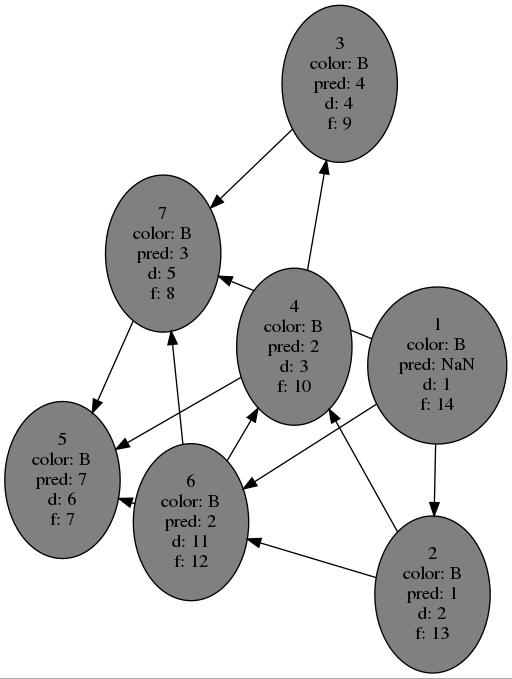 3
color: B
pred: 4
d: 4
f: 9
7
color: B
pred: 3
d: 5
f: 8
4
color: B
pred: 2
d: 3
f: 10
1
color: B
pred: NaN
d: 1
f: 14
5
color: B
pred: 7
d: 6
f: 7
6
color: B
pred: 2
d: 11
f: 12
2
color: B
pred: 1
d: 2
f: 13